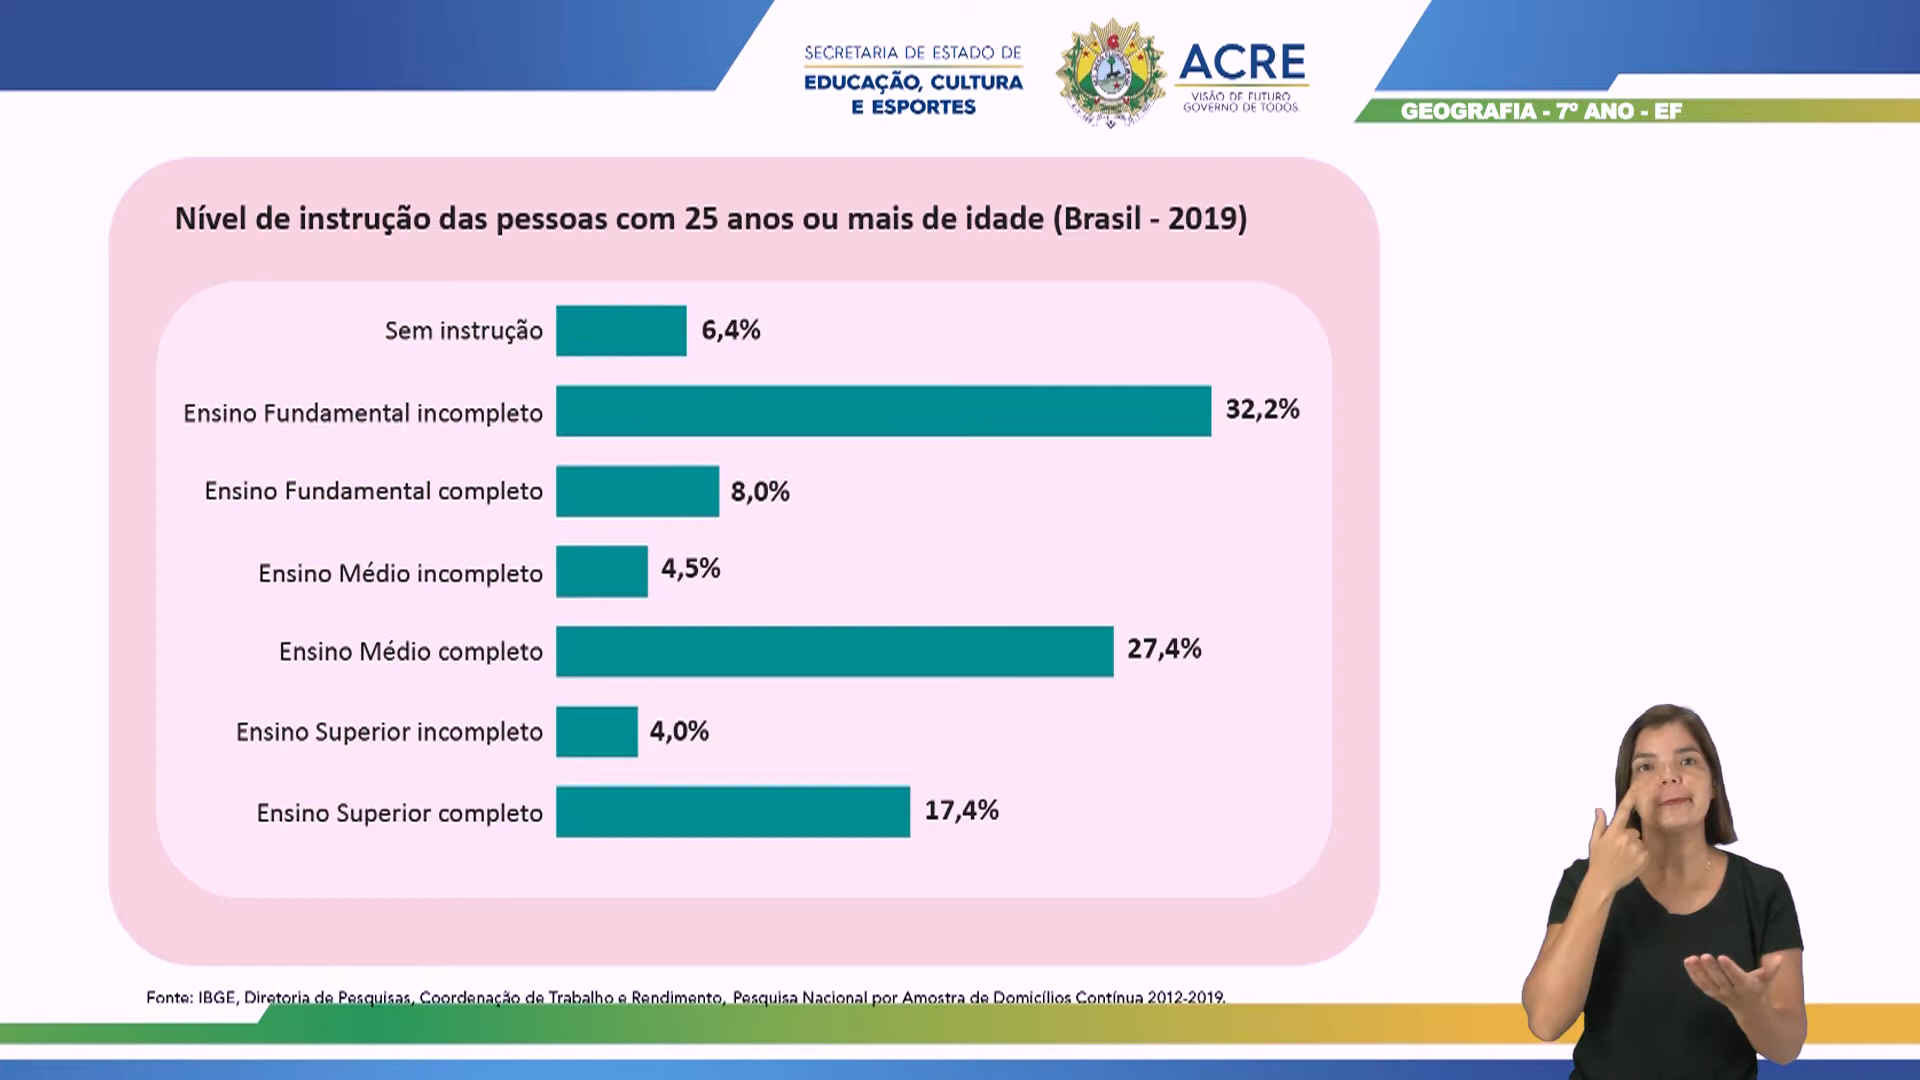 SECRETARIA DE ESTADO DE
EDUCAÇÃO, CULTURA
E ESPORTES
ACRE
VISÃO DE FUTURO
GOVERNO DE TODOS
GEOGRAFIA - 7º ANO - EF
Nível de instrução das pessoas com 25 anos ou mais de idade (Brasil - 2019)
Sem instrução 6,4%
Ensino Fundamental incompleto 32,2%
Ensino Fundamental completo 8,0%
Ensino Médio incompleto 4,5%
Ensino Médio completo 27,4%
Ensino Superior incompleto 4,0%
Ensino Superior completo 17,4%
Fonte: IBGE, Diretoria de Pesquisas, Coordenação de Trabalho e Rendimento, Pesquisa Nacional por Amostra de Domicílios Contínua 2012-2019.